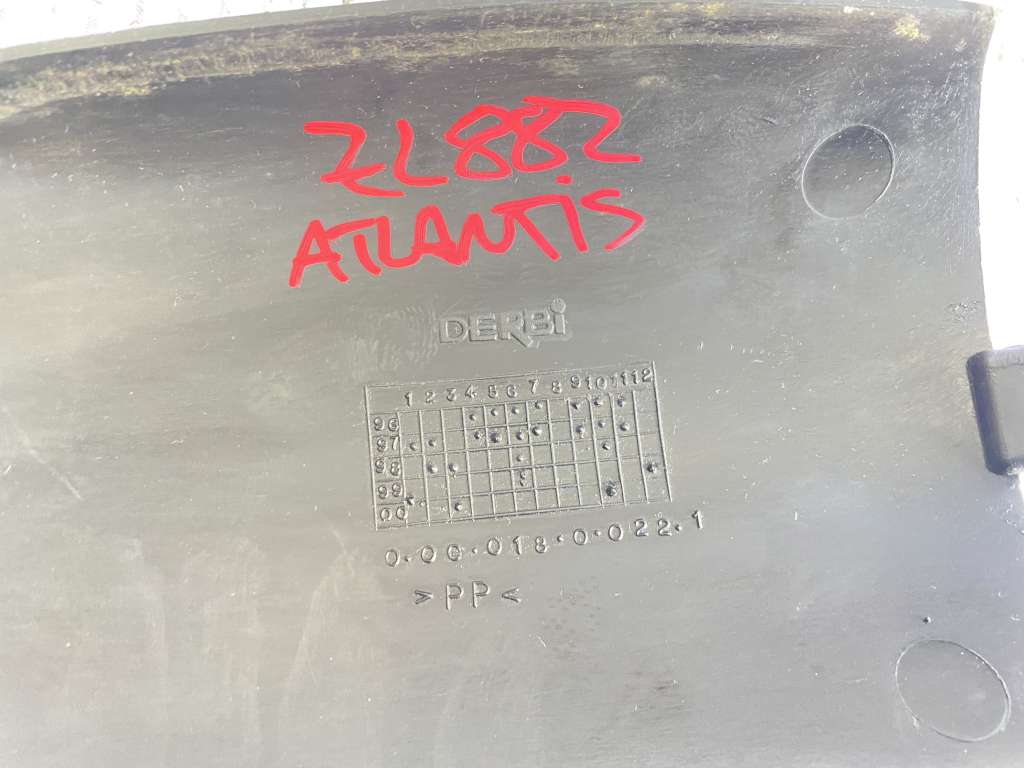 ZL882
ATLANTiS
DERBi
1 2 3 4 5 6 7 8 9 10 11 12
96
97
98
99
00
0.00.018.0.022.1
>PP<